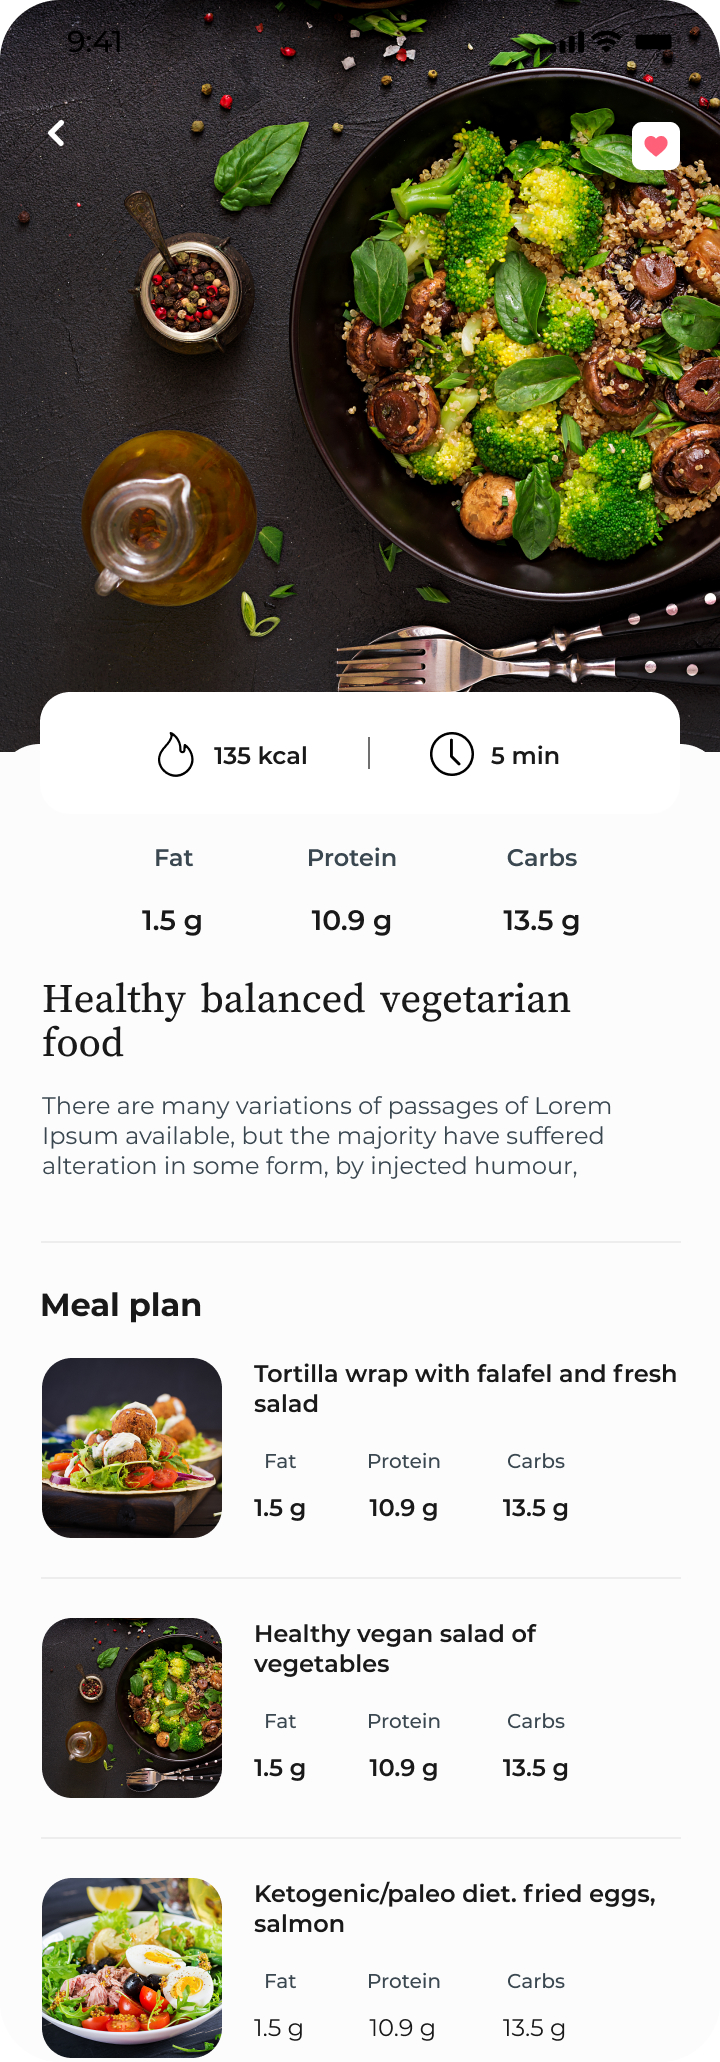 9:41
135 kcal
5 min
Fat Protein Carbs
1.5 g 10.9 g 13.5 g
Healthy balanced vegetarian
food
There are many variations of passages of Lorem
Ipsum available, but the majority have suffered
alteration in some form, by injected humour,
Meal plan
Tortilla wrap with falafel and fresh
salad
Fat Protein Carbs
1.5 g 10.9 g 13.5 g
Healthy vegan salad of
vegetables
Fat Protein Carbs
1.5 g 10.9 g 13.5 g
Ketogenic/paleo diet. fried eggs,
salmon
Fat Protein Carbs
1.5 g 10.9 g 13.5 g